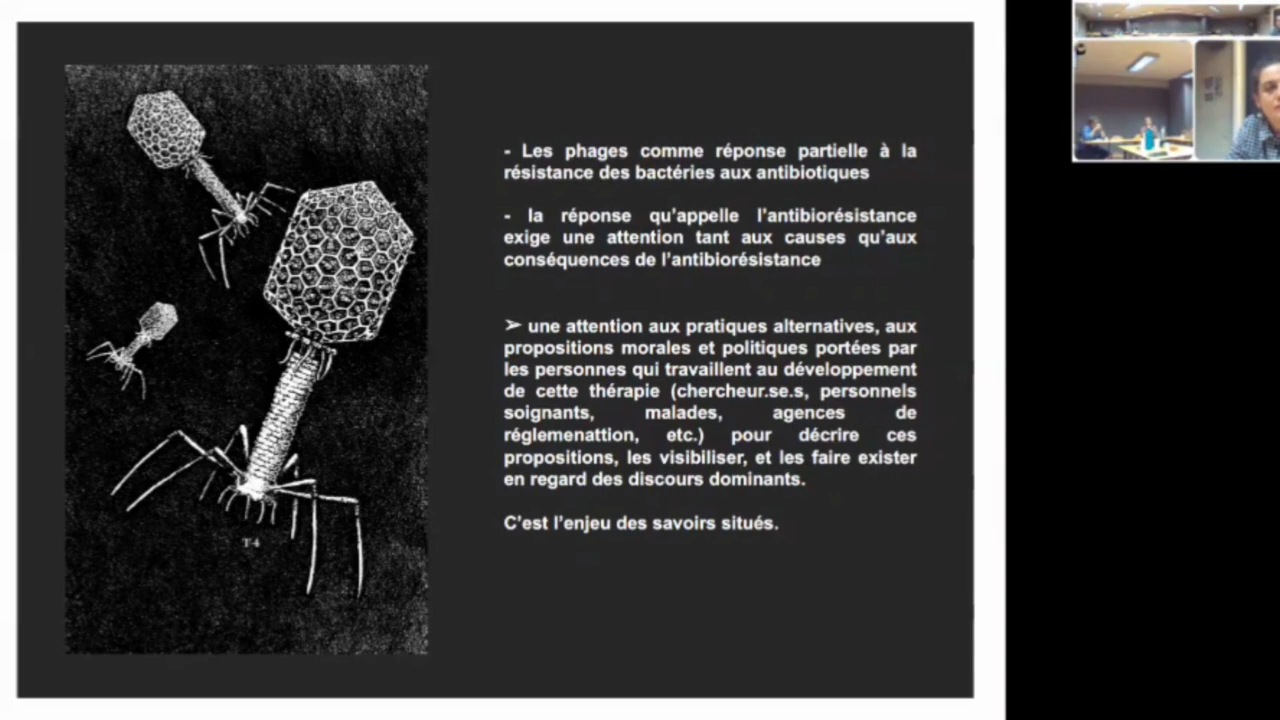 - Les phages comme réponse partielle à la
résistance des bactéries aux antibiotiques
- la réponse qu'appelle l'antibiorésistance
exige une attention tant aux causes qu'aux
conséquences de l'antibiorésistance
➢ une attention aux pratiques alternatives, aux
propositions morales et politiques portées par
les personnes qui travaillent au développement
de cette thérapie (chercheur.se.s, personnels
soignants, malades, agences de
réglemenattion, etc.) pour décrire ces
propositions, les visibiliser, et les faire exister
en regard des discours dominants.
C'est l'enjeu des savoirs situés.
T4